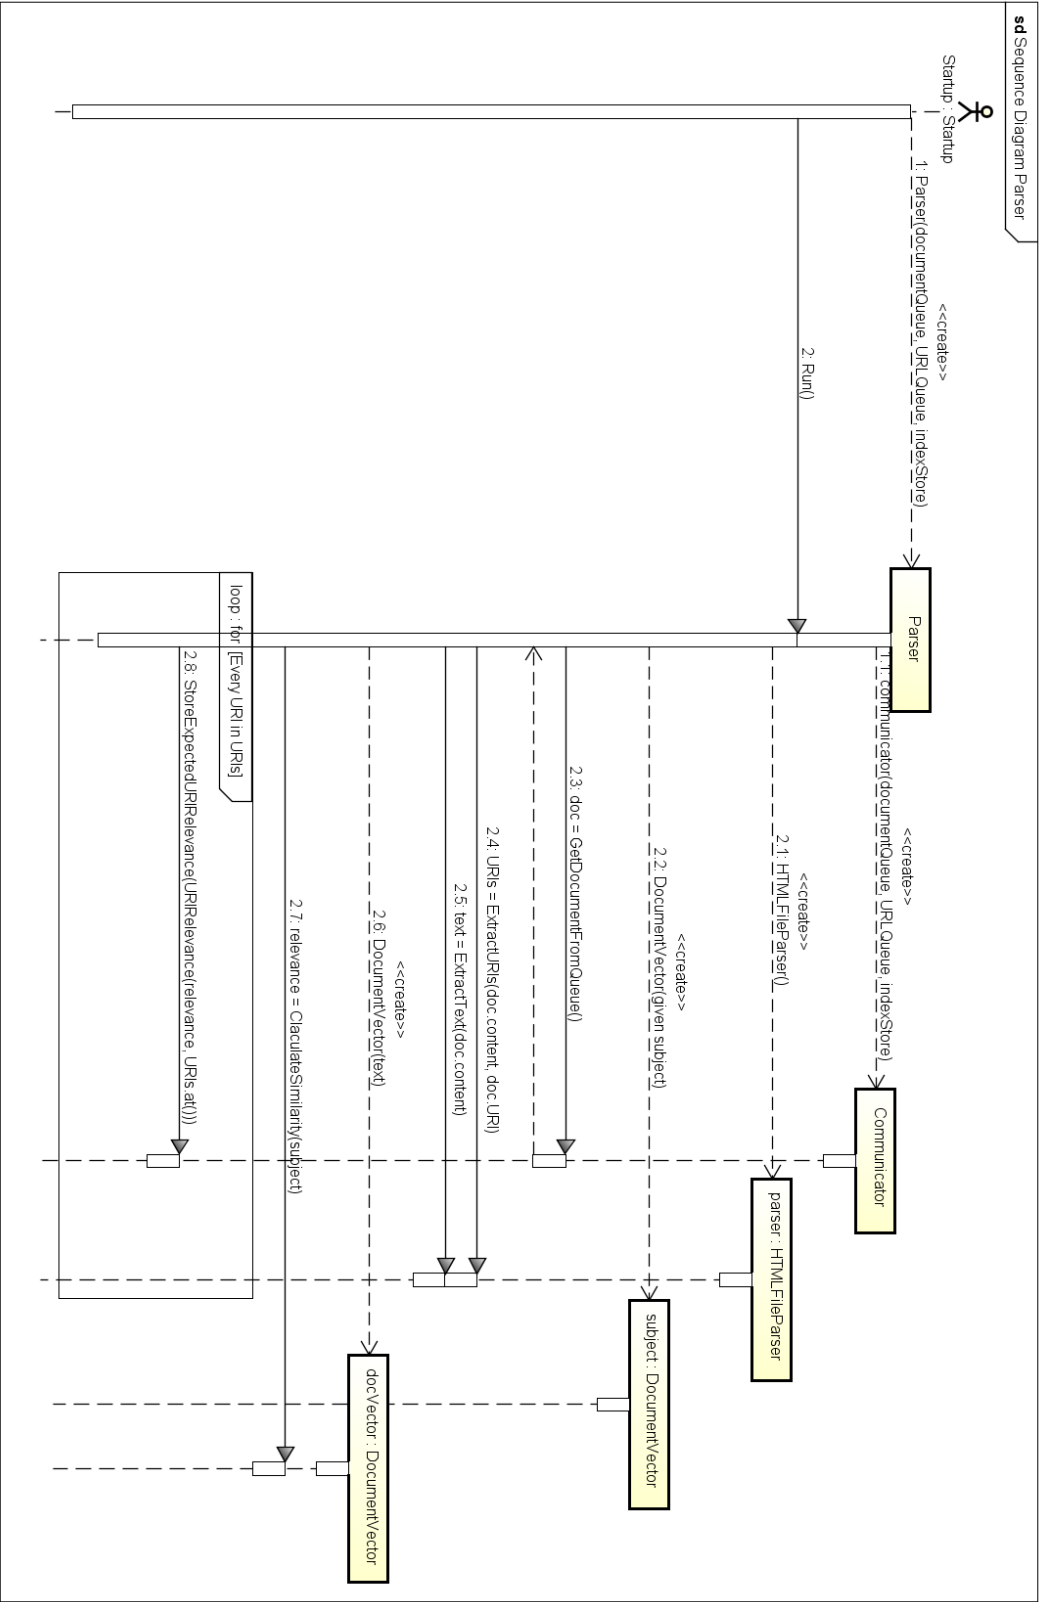 sd Sequence Diagram Parser
Startup : Startup
<<create>>
1: Parser(documentQueue, URLQueue, indexStore)
Parser
<<create>>
1.1: communicator(documentQueue, URLQueue, indexStore)
Communicator
2: Run()
<<create>>
2.1: HTMLFileParser()
parser : HTMLFileParser
<<create>>
2.2: DocumentVector(given subject)
subject : DocumentVector
2.3: doc = GetDocumentFromQueue()
2.4: URIs = ExtractURIs(doc.content, doc.URI)
2.5: text = ExtractText(doc.content)
<<create>>
2.6: DocumentVector(text)
docVector : DocumentVector
2.7: relevance = ClaculateSimilarity(subject)
loop : for [Every URI in URIs]
2.8: StoreExpectedURIRelevance(URIRelevance(relevance, URIs.at()))